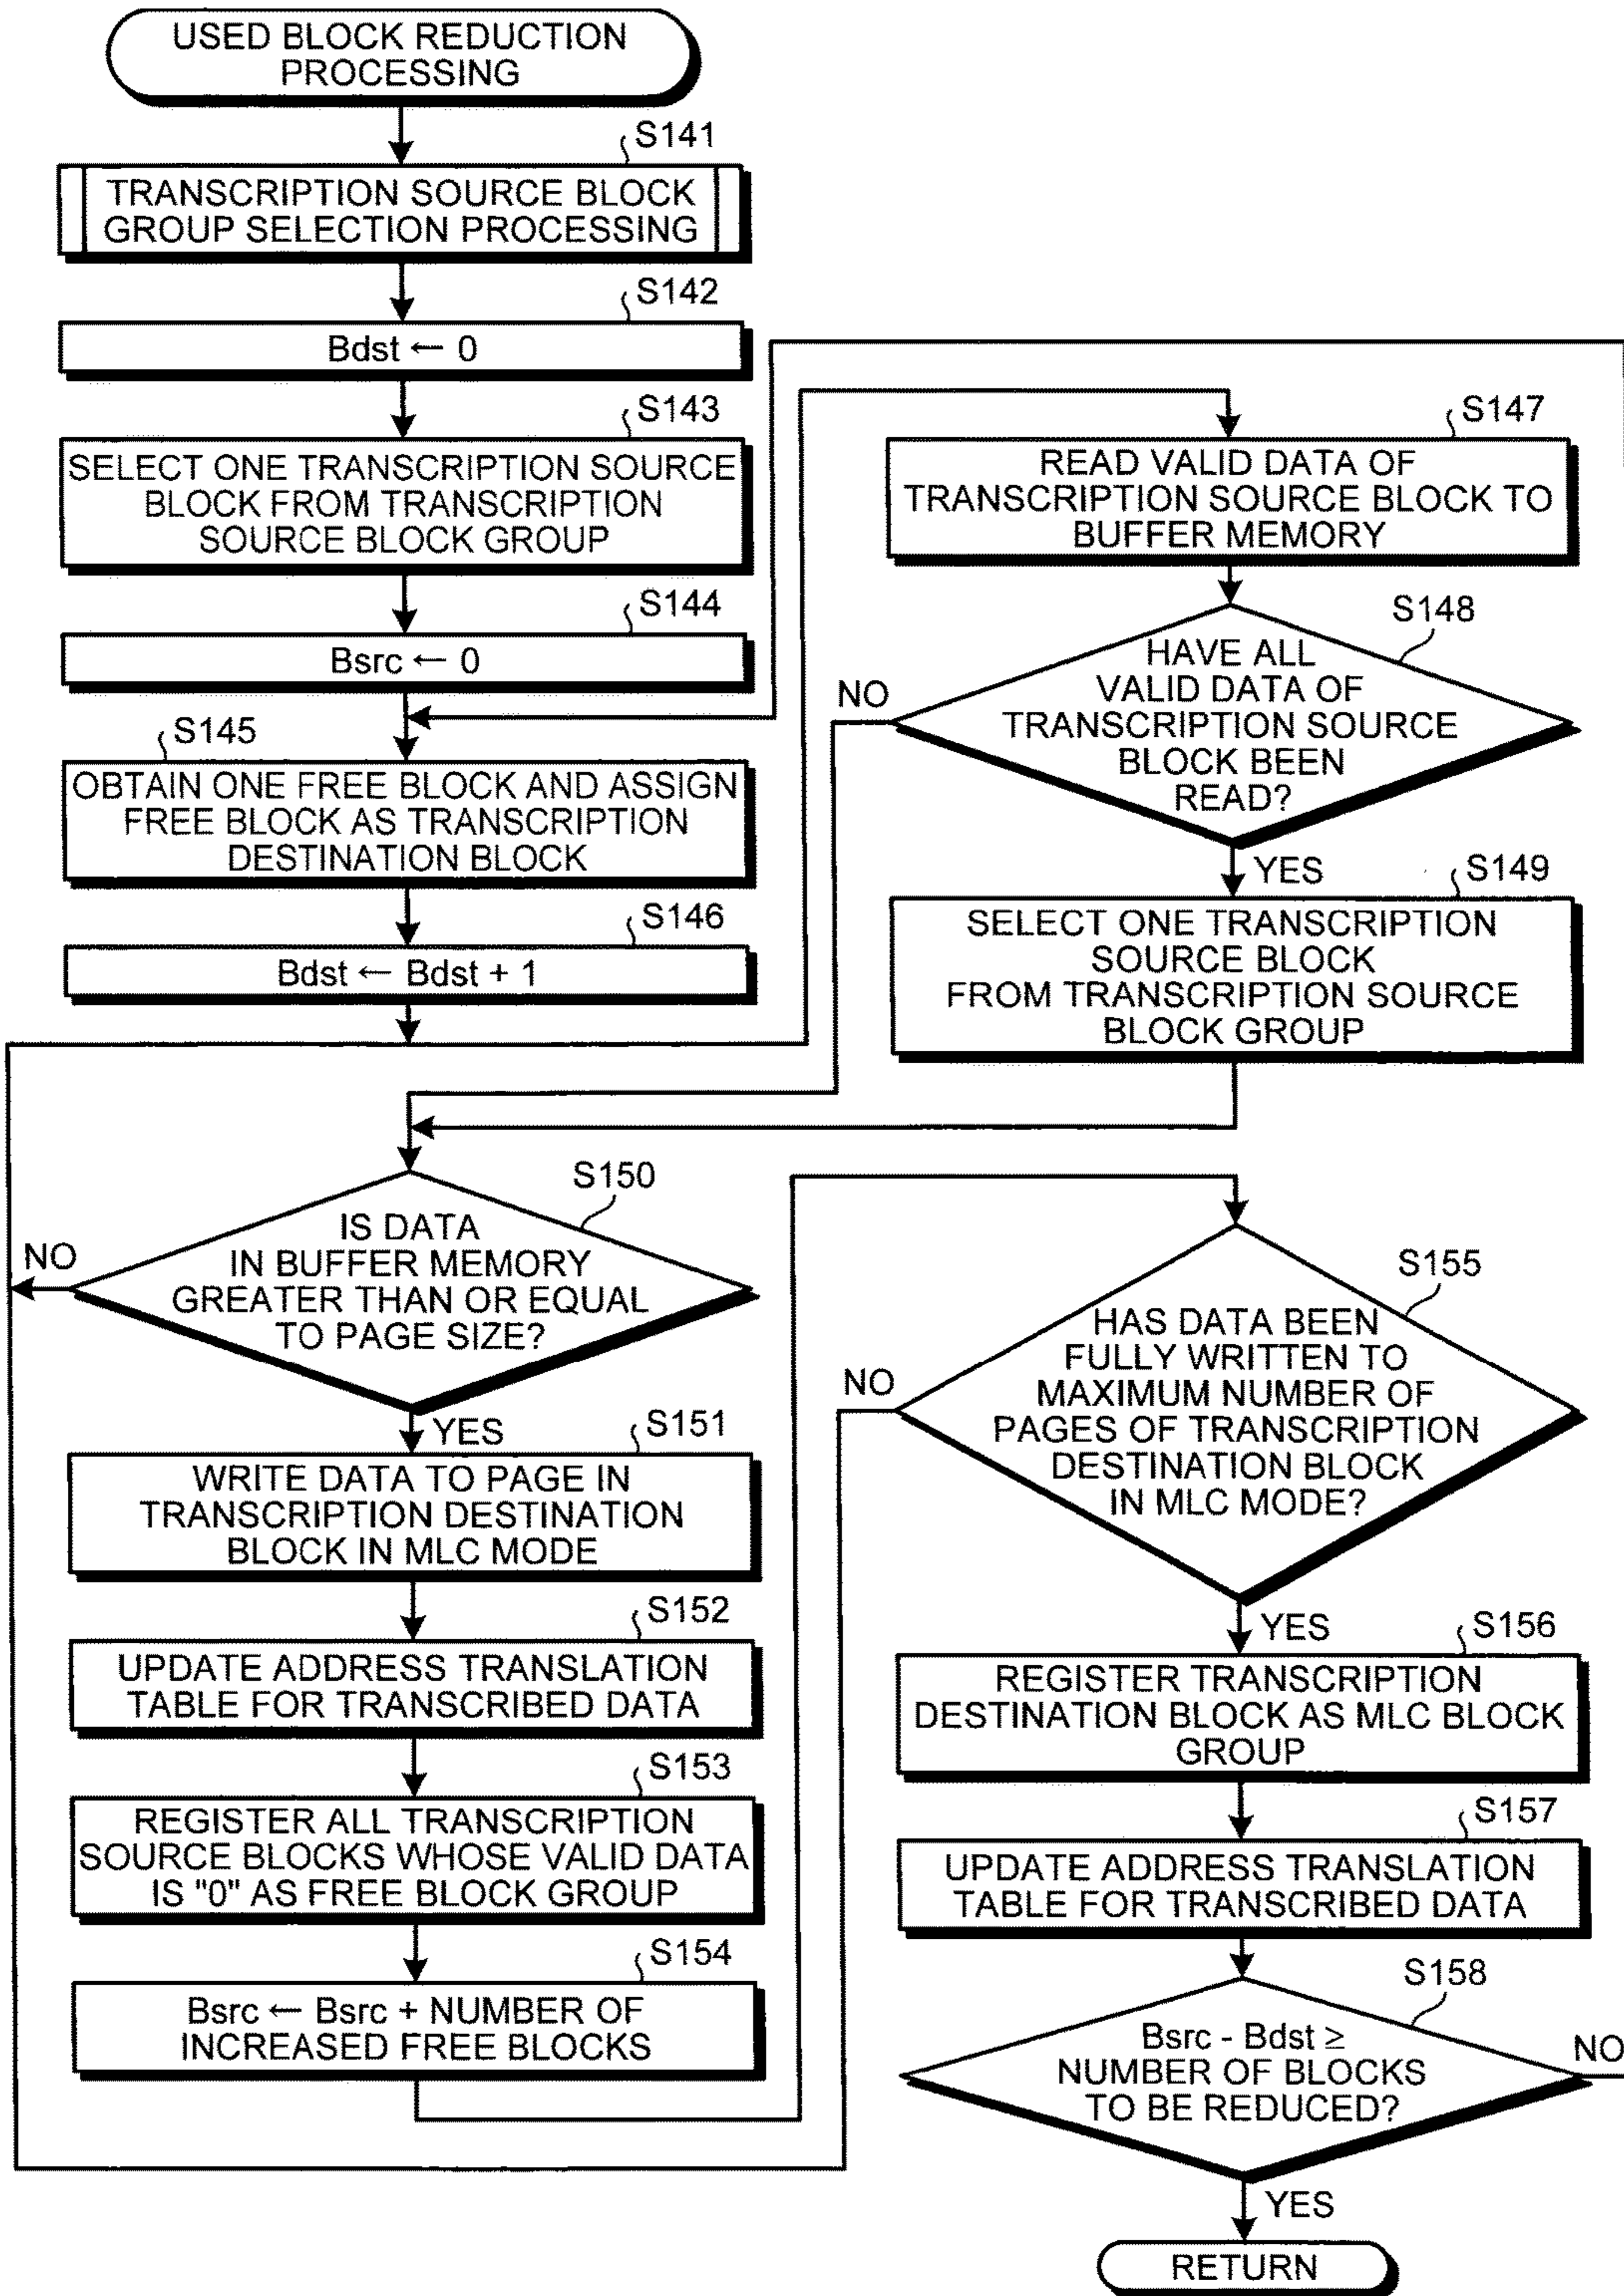 USED BLOCK REDUCTION
PROCESSING
S141
TRANSCRIPTION SOURCE BLOCK
GROUP SELECTION PROCESSING
S142
Bdst ← 0
S143
SELECT ONE TRANSCRIPTION SOURCE
BLOCK FROM TRANSCRIPTION
SOURCE BLOCK GROUP
S144
Bsrc ← 0
S145
OBTAIN ONE FREE BLOCK AND ASSIGN
FREE BLOCK AS TRANSCRIPTION
DESTINATION BLOCK
S146
Bdst ← Bdst + 1
S147
READ VALID DATA OF
TRANSCRIPTION SOURCE BLOCK TO
BUFFER MEMORY
S148
HAVE ALL
VALID DATA OF
TRANSCRIPTION SOURCE
BLOCK BEEN
READ?
NO
YES
S149
SELECT ONE TRANSCRIPTION
SOURCE BLOCK
FROM TRANSCRIPTION SOURCE
BLOCK GROUP
S150
IS DATA
IN BUFFER MEMORY
GREATER THAN OR EQUAL
TO PAGE SIZE?
NO
YES
S151
WRITE DATA TO PAGE IN
TRANSCRIPTION DESTINATION
BLOCK IN MLC MODE
S152
UPDATE ADDRESS TRANSLATION
TABLE FOR TRANSCRIBED DATA
S153
REGISTER ALL TRANSCRIPTION
SOURCE BLOCKS WHOSE VALID DATA
IS "0" AS FREE BLOCK GROUP
S154
Bsrc ← Bsrc + NUMBER OF
INCREASED FREE BLOCKS
S155
HAS DATA BEEN
FULLY WRITTEN TO
MAXIMUM NUMBER OF
PAGES OF TRANSCRIPTION
DESTINATION BLOCK
IN MLC MODE?
NO
YES
S156
REGISTER TRANSCRIPTION
DESTINATION BLOCK AS MLC BLOCK
GROUP
S157
UPDATE ADDRESS TRANSLATION
TABLE FOR TRANSCRIBED DATA
S158
Bsrc - Bdst ≥
NUMBER OF BLOCKS
TO BE REDUCED?
NO
YES
RETURN